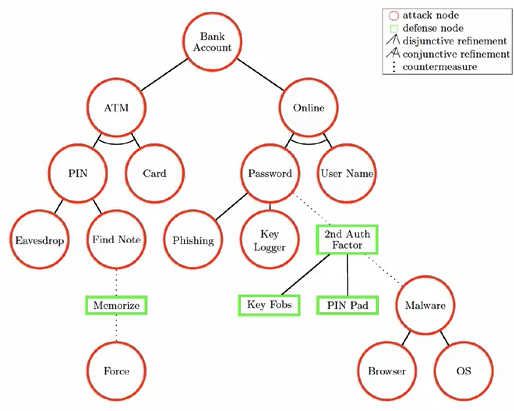 attack node
defense node
disjunctive refinement
conjunctive refinement
countermeasure
Bank
Account
ATM
Online
PIN
Card
Password
User Name
Eavesdrop
Find Note
Phishing
Key
Logger
2nd Auth
Factor
Memorize
Key Fobs
PIN Pad
Malware
Force
Browser
OS